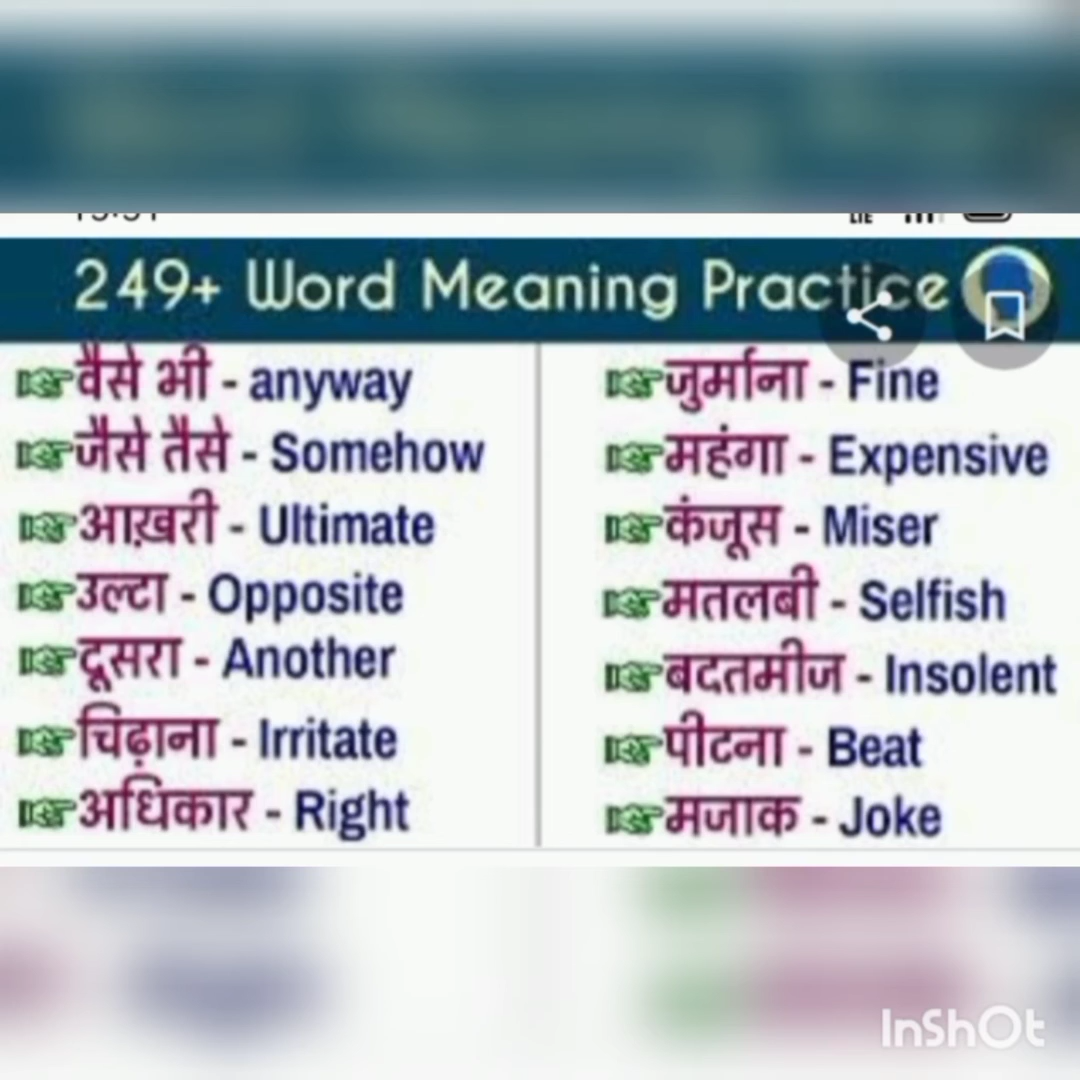 249+ Word Meaning Practice
वैसे भी - anyway
जैसे तैसे - Somehow
आख़री - Ultimate
उल्टा - Opposite
दूसरा - Another
चिढ़ाना - Irritate
अधिकार - Right
जुर्माना - Fine
महंगा - Expensive
कंजूस - Miser
मतलबी - Selfish
बदतमीज - Insolent
पीटना - Beat
मजाक - Joke
InShOt